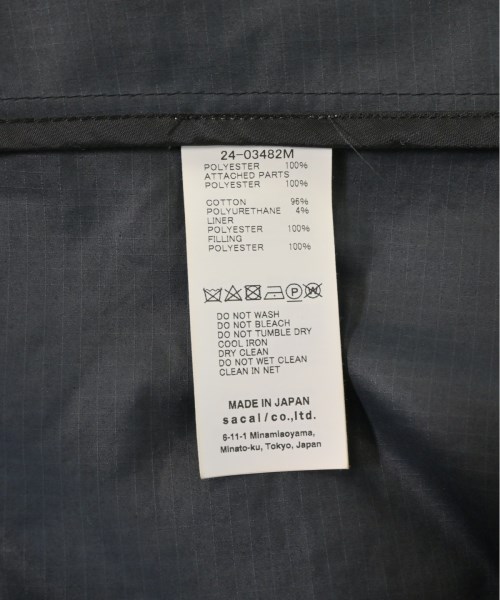 24-03482M
POLYESTER 100%
ATTACHED PARTS
POLYESTER 100%
COTTON 96%
POLYURETHANE 4%
LINER
POLYESTER 100%
FILLING
POLYESTER 100%
P W
DO NOT WASH
DO NOT BLEACH
DO NOT TUMBLE DRY
COOL IRON
DRY CLEAN
DO NOT WET CLEAN
CLEAN IN NET
MADE IN JAPAN
sacai/co.,ltd.
6-11-1 Minamiaoyama,
Minato-ku, Tokyo, Japan